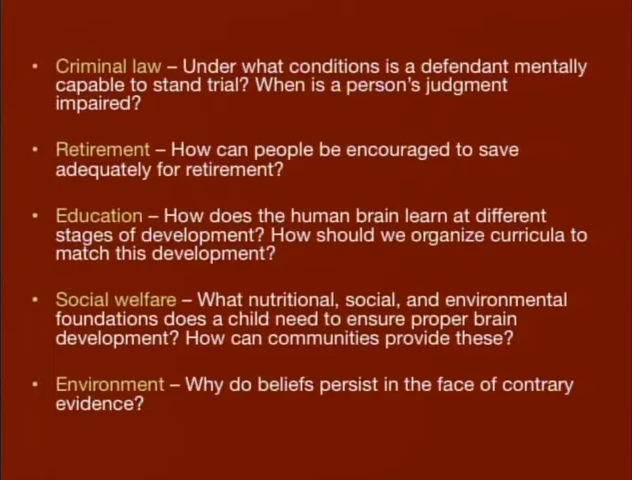 • Criminal law – Under what conditions is a defendant mentally
capable to stand trial? When is a person's judgment
impaired?
• Retirement – How can people be encouraged to save
adequately for retirement?
• Education – How does the human brain learn at different
stages of development? How should we organize curricula to
match this development?
• Social welfare – What nutritional, social, and environmental
foundations does a child need to ensure proper brain
development? How can communities provide these?
• Environment – Why do beliefs persist in the face of contrary
evidence?